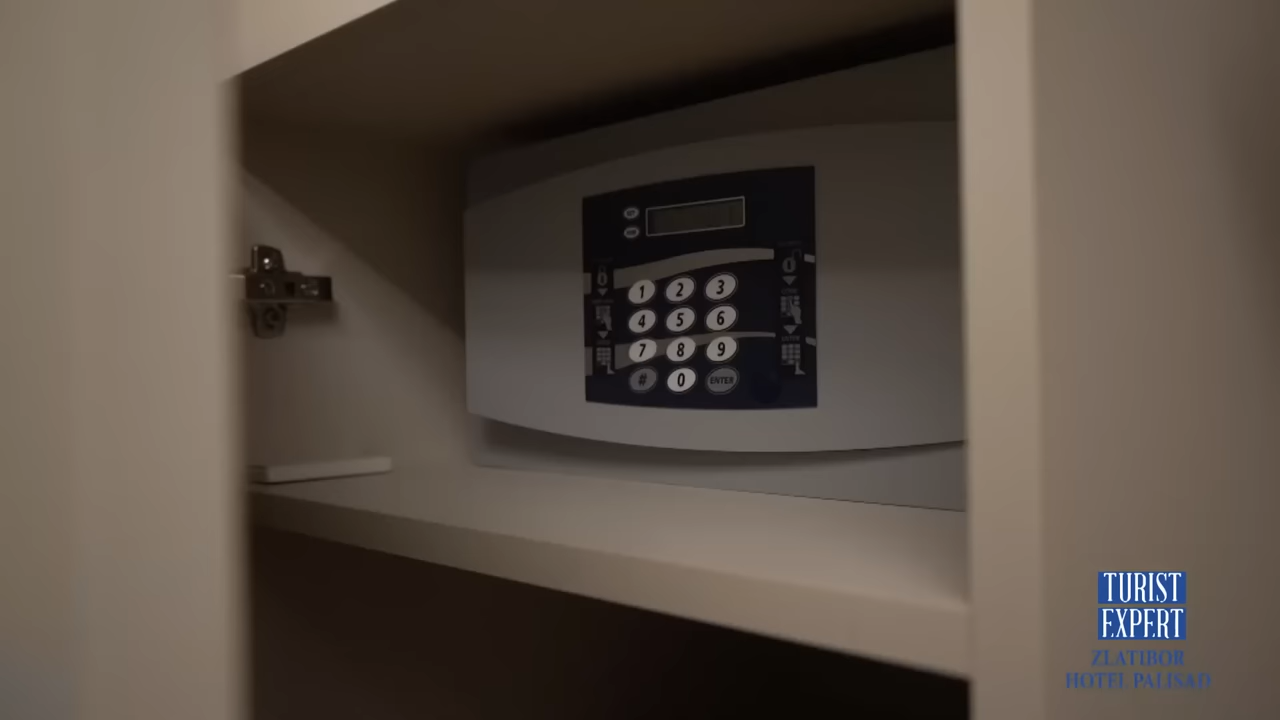 1 2 3
4 5 6
7 8 9
# 0 ENTER
TURIST
EXPERT
ZLATIBOR
HOTEL PALISAD